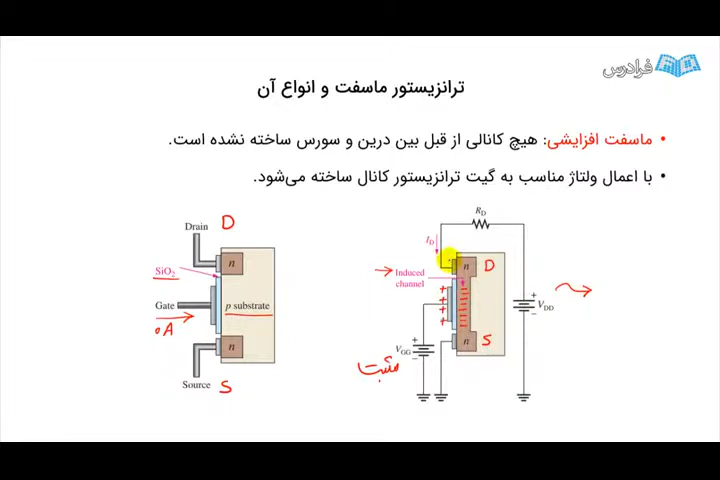 فرادرس
ترانزیستور ماسفت و انواع آن
• ماسفت افزایشی: هیچ کانالی از قبل بین درین و سورس ساخته نشده است.
• با اعمال ولتاژ مناسب به گیت ترانزیستور کانال ساخته می‌شود.
Drain D
n
SiO2
Gate
p substrate
0A
n
Source S
RD
ID
n D
Induced
channel
+
+
+
+
+
−
VDD
VGG
+
−
n S
مثبت